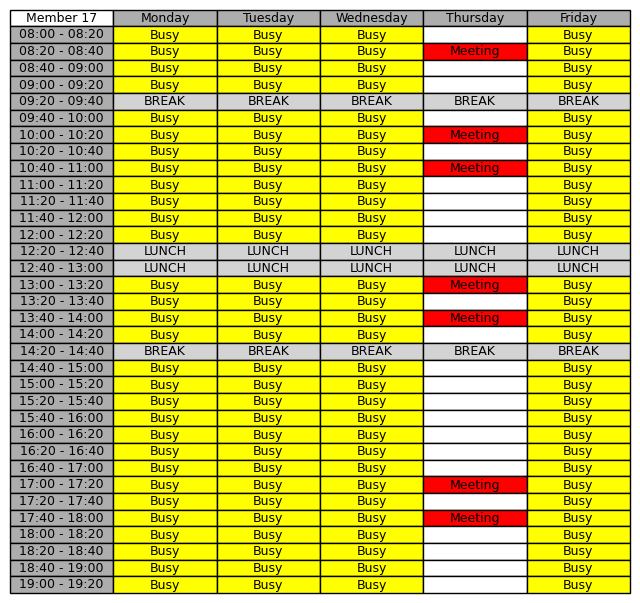 Member 17 Monday Tuesday Wednesday Thursday Friday
08:00 - 08:20 Busy Busy Busy Busy
08:20 - 08:40 Busy Busy Busy Meeting Busy
08:40 - 09:00 Busy Busy Busy Busy
09:00 - 09:20 Busy Busy Busy Busy
09:20 - 09:40 BREAK BREAK BREAK BREAK BREAK
09:40 - 10:00 Busy Busy Busy Busy
10:00 - 10:20 Busy Busy Busy Meeting Busy
10:20 - 10:40 Busy Busy Busy Busy
10:40 - 11:00 Busy Busy Busy Meeting Busy
11:00 - 11:20 Busy Busy Busy Busy
11:20 - 11:40 Busy Busy Busy Busy
11:40 - 12:00 Busy Busy Busy Busy
12:00 - 12:20 Busy Busy Busy Busy
12:20 - 12:40 LUNCH LUNCH LUNCH LUNCH LUNCH
12:40 - 13:00 LUNCH LUNCH LUNCH LUNCH LUNCH
13:00 - 13:20 Busy Busy Busy Meeting Busy
13:20 - 13:40 Busy Busy Busy Busy
13:40 - 14:00 Busy Busy Busy Meeting Busy
14:00 - 14:20 Busy Busy Busy Busy
14:20 - 14:40 BREAK BREAK BREAK BREAK BREAK
14:40 - 15:00 Busy Busy Busy Busy
15:00 - 15:20 Busy Busy Busy Busy
15:20 - 15:40 Busy Busy Busy Busy
15:40 - 16:00 Busy Busy Busy Busy
16:00 - 16:20 Busy Busy Busy Busy
16:20 - 16:40 Busy Busy Busy Busy
16:40 - 17:00 Busy Busy Busy Busy
17:00 - 17:20 Busy Busy Busy Meeting Busy
17:20 - 17:40 Busy Busy Busy Busy
17:40 - 18:00 Busy Busy Busy Meeting Busy
18:00 - 18:20 Busy Busy Busy Busy
18:20 - 18:40 Busy Busy Busy Busy
18:40 - 19:00 Busy Busy Busy Busy
19:00 - 19:20 Busy Busy Busy Busy